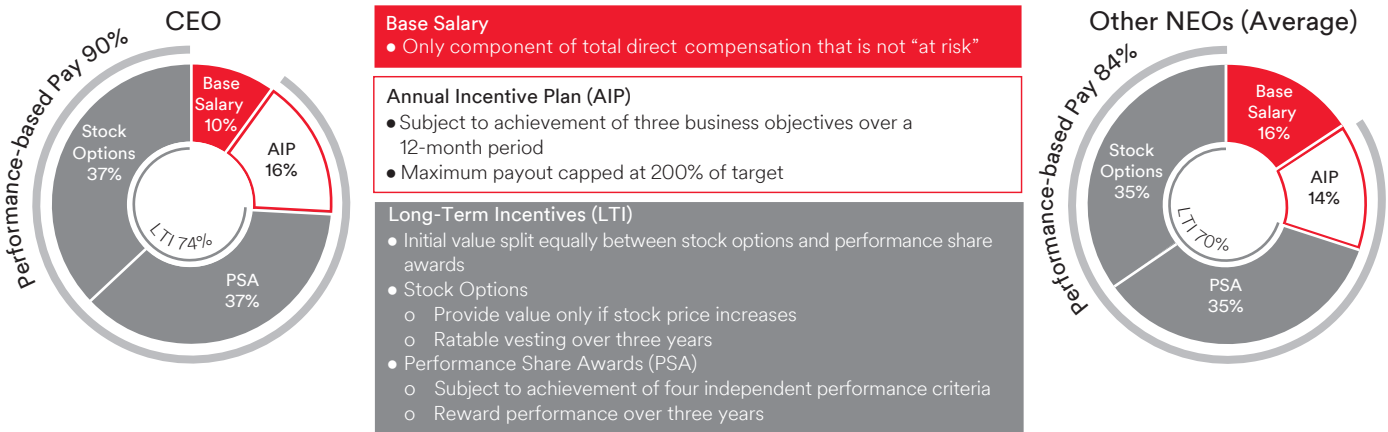 CEO
Performance-based Pay 90%
Base
Salary
10%
AIP
16%
PSA
37%
Stock
Options
37%
LTI 74%
Base Salary
● Only component of total direct compensation that is not “at risk”
Annual Incentive Plan (AIP)
● Subject to achievement of three business objectives over a
12-month period
● Maximum payout capped at 200% of target
Long-Term Incentives (LTI)
● Initial value split equally between stock options and performance share
awards
● Stock Options
o Provide value only if stock price increases
o Ratable vesting over three years
● Performance Share Awards (PSA)
o Subject to achievement of four independent performance criteria
o Reward performance over three years
Other NEOs (Average)
Performance-based Pay 84%
Base
Salary
16%
AIP
14%
PSA
35%
Stock
Options
35%
LTI 70%